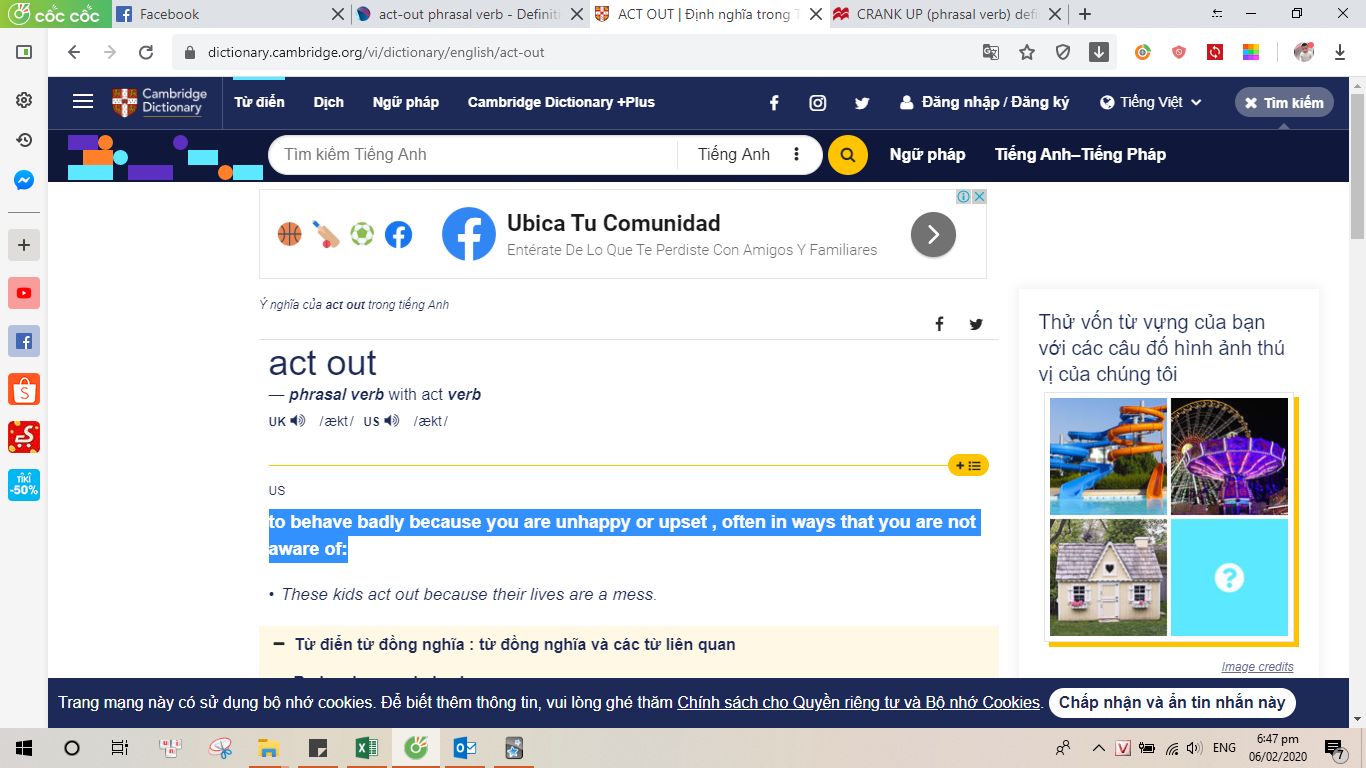 cốc cốc
Facebook
act-out phrasal verb - Definiti
ACT OUT | Định nghĩa trong T
CRANK UP (phrasal verb) defi
dictionary.cambridge.org/vi/dictionary/english/act-out
Cambridge Dictionary
Từ điển
Dịch
Ngữ pháp
Cambridge Dictionary +Plus
Đăng nhập / Đăng ký
Tiếng Việt
Tìm kiếm
Tìm kiếm Tiếng Anh
Tiếng Anh
Ngữ pháp
Tiếng Anh–Tiếng Pháp
Ubica Tu Comunidad
Entérate De Lo Que Te Perdiste Con Amigos Y Familiares
Ý nghĩa của act out trong tiếng Anh
act out
— phrasal verb with act verb
UK /ækt/ US /ækt/
US
to behave badly because you are unhappy or upset , often in ways that you are not
aware of:
• These kids act out because their lives are a mess.
Từ điển từ đồng nghĩa : từ đồng nghĩa và các từ liên quan
Thử vốn từ vựng của bạn
với các câu đố hình ảnh thú
vị của chúng tôi
?
Image credits
TIKI
-50%
Trang mạng này có sử dụng bộ nhớ cookies. Để biết thêm thông tin, vui lòng ghé thăm Chính sách cho Quyền riêng tư và Bộ nhớ Cookies.
Chấp nhận và ẩn tin nhắn này
ENG
6:47 pm
06/02/2020
7